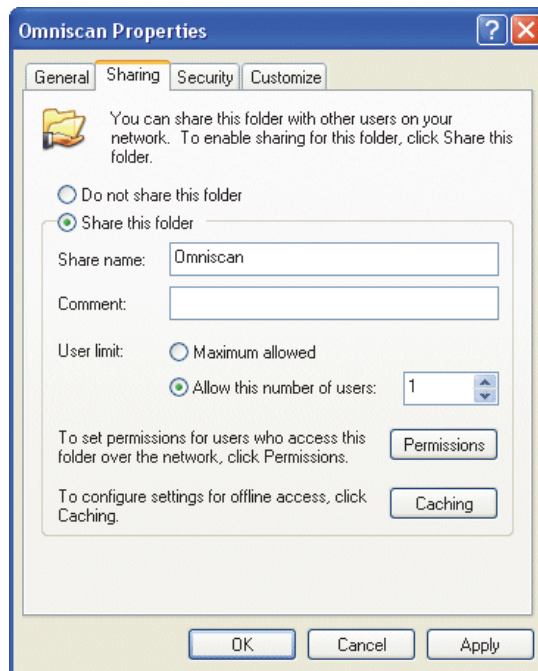 Omniscan Properties
General Sharing Security Customize
You can share this folder with other users on your
network. To enable sharing for this folder, click Share this
folder.
Do not share this folder
Share this folder
Share name: Omniscan
Comment:
User limit: Maximum allowed
Allow this number of users: 1
To set permissions for users who access this
folder over the network, click Permissions.
Permissions
To configure settings for offline access, click
Caching.
Caching
OK Cancel Apply